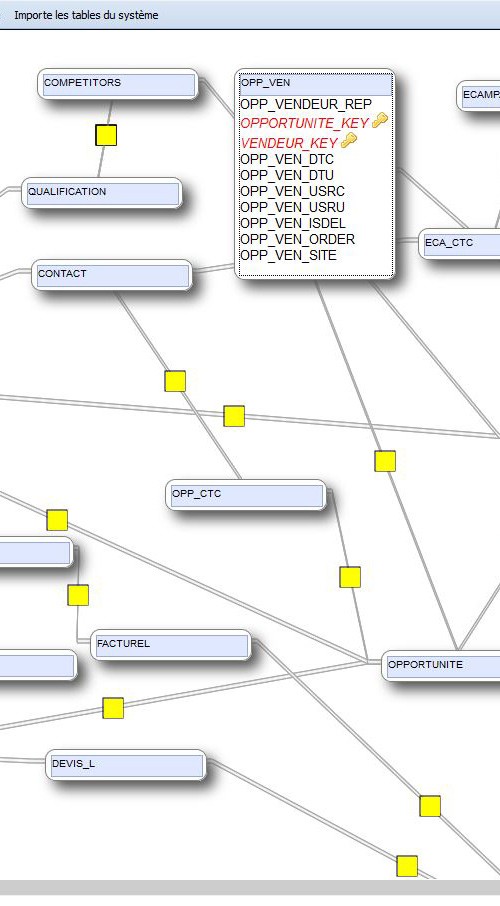 Importe les tables du système
COMPETITORS
OPP_VEN
OPP_VENDEUR_REP
OPPORTUNITE_KEY
VENDEUR_KEY
OPP_VEN_DTC
OPP_VEN_DTU
OPP_VEN_USRC
OPP_VEN_USRU
OPP_VEN_ISDEL
OPP_VEN_ORDER
OPP_VEN_SITE
QUALIFICATION
ECA_CTC
CONTACT
OPP_CTC
FACTUREL
OPPORTUNITE
DEVIS_L